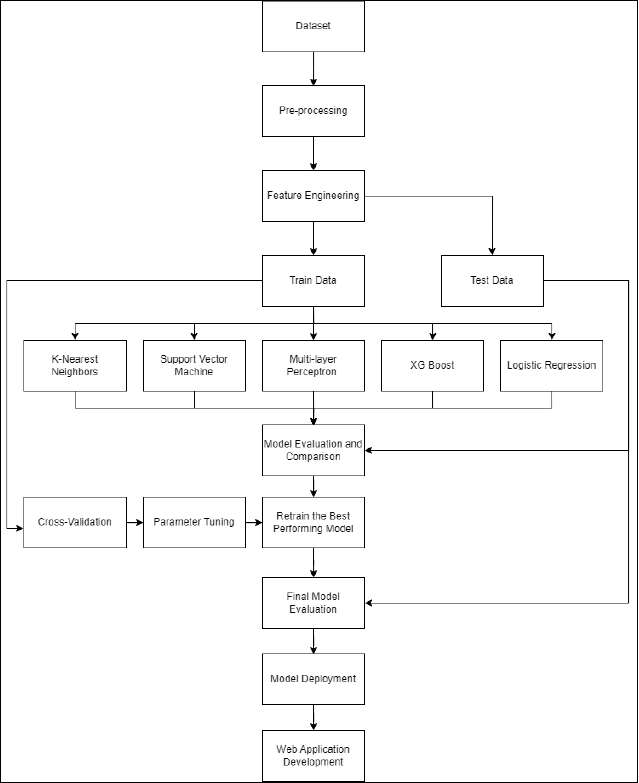 Dataset
Pre-processing
Feature Engineering
Train Data
Test Data
K-Nearest
Neighbors
Support Vector
Machine
Multi-layer
Perceptron
XG Boost
Logistic Regression
Model Evaluation and
Comparison
Cross-Validation
Parameter Tuning
Retrain the Best
Performing Model
Final Model
Evaluation
Model Deployment
Web Application
Development